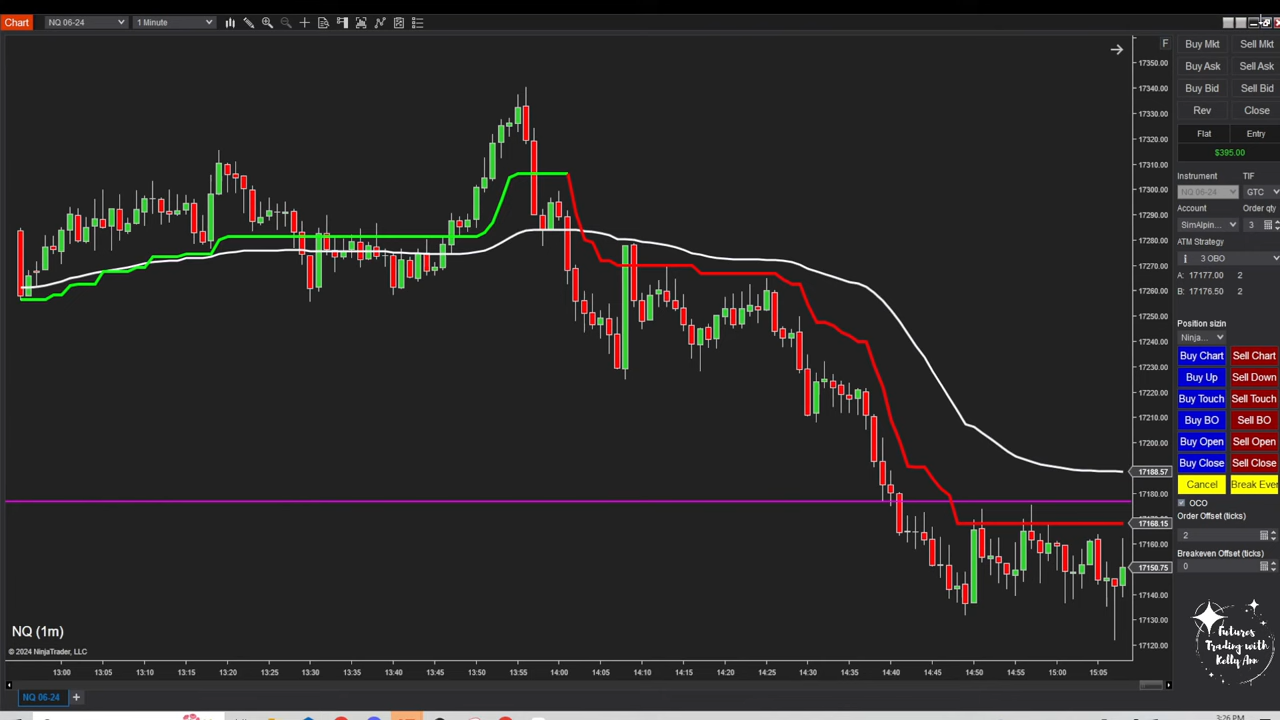 Chart
NQ 06-24
1 Minute
F
17350.00
17340.00
17330.00
17320.00
17310.00
17300.00
17290.00
17280.00
17270.00
17260.00
17250.00
17240.00
17230.00
17220.00
17210.00
17200.00
17188.57
17180.00
17168.15
17160.00
17150.75
17140.00
17130.00
17120.00
NQ (1m)
© 2024 NinjaTrader, LLC
13:00 13:05 13:10 13:15 13:20 13:25 13:30 13:35 13:40 13:45 13:50 13:55 14:00 14:05 14:10 14:15 14:20 14:25 14:30 14:35 14:40 14:45 14:50 14:55 15:00 15:05
NQ 06-24
Buy Mkt Sell Mkt
Buy Ask Sell Ask
Buy Bid Sell Bid
Rev Close
Flat Entry
$395.00
Instrument TIF
NQ 06-24 GTC
Account Order qty
SimAlpin... 3
ATM Strategy
3 OBO
A: 17177.00 2
B: 17176.50 2
Position sizin
Ninja...
Buy Chart Sell Chart
Buy Up Sell Down
Buy Touch Sell Touch
Buy BO Sell BO
Buy Open Sell Open
Buy Close Sell Close
Cancel Break Ever
OCO
Order Offset (ticks)
2
Breakeven Offset (ticks)
0
Futures
Trading with
Kelly Ann
3:26 PM